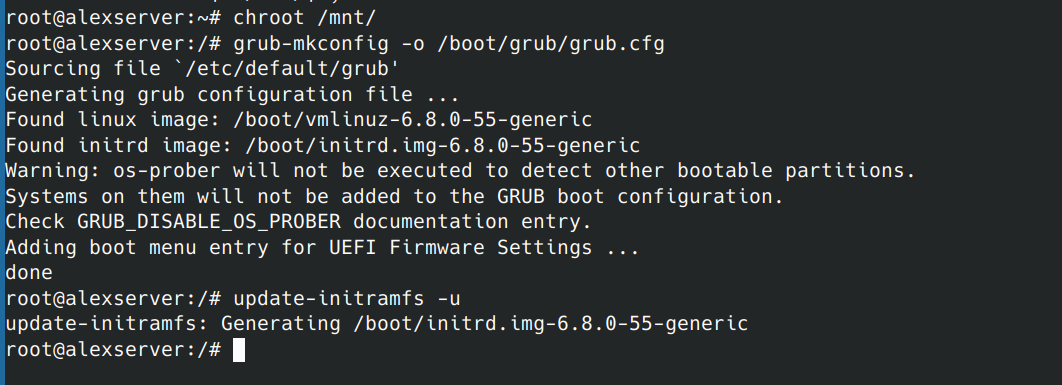 root@alexserver:~# chroot /mnt/
root@alexserver:/# grub-mkconfig -o /boot/grub/grub.cfg
Sourcing file `/etc/default/grub'
Generating grub configuration file ...
Found linux image: /boot/vmlinuz-6.8.0-55-generic
Found initrd image: /boot/initrd.img-6.8.0-55-generic
Warning: os-prober will not be executed to detect other bootable partitions.
Systems on them will not be added to the GRUB boot configuration.
Check GRUB_DISABLE_OS_PROBER documentation entry.
Adding boot menu entry for UEFI Firmware Settings ...
done
root@alexserver:/# update-initramfs -u
update-initramfs: Generating /boot/initrd.img-6.8.0-55-generic
root@alexserver:/#